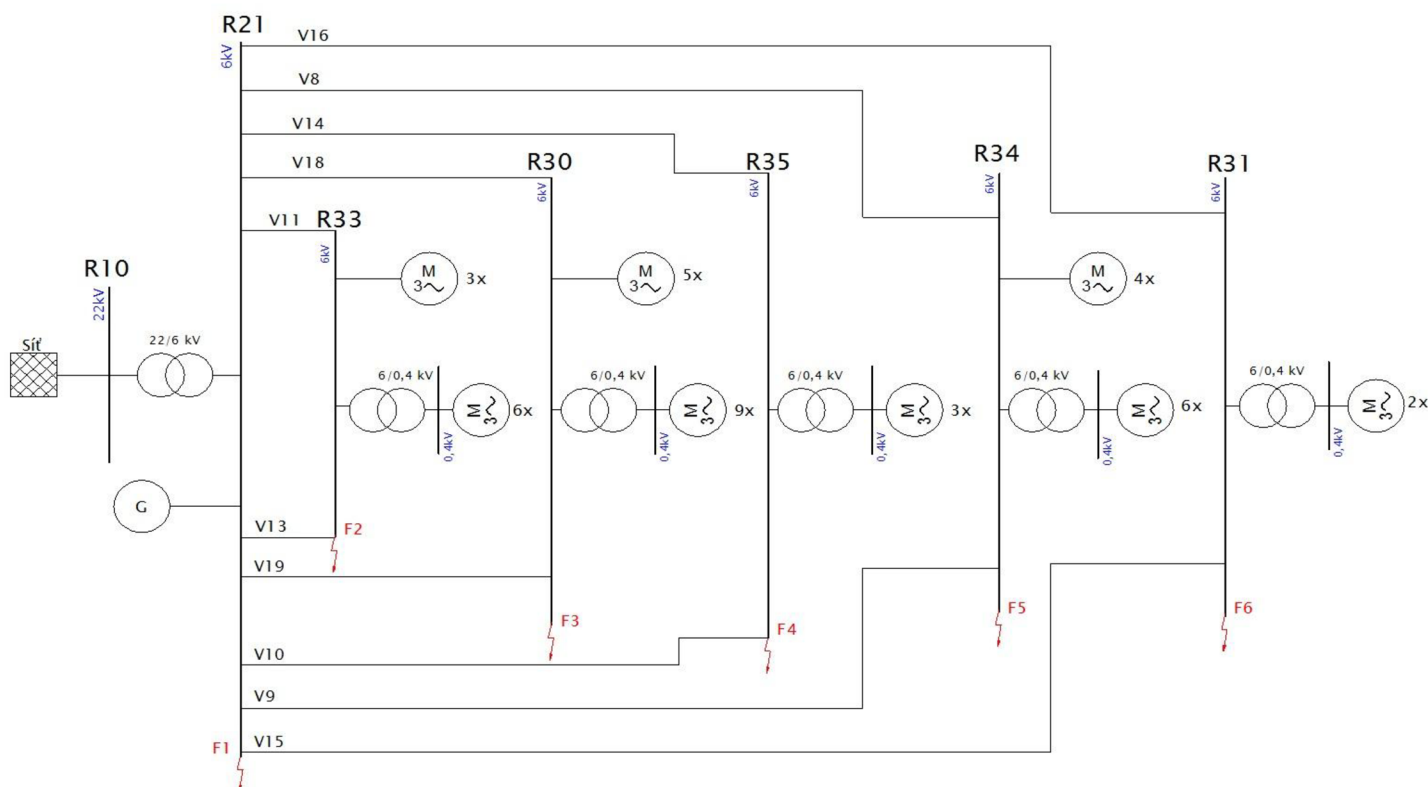 R21
6kV
V16
V8
V14
V18
V11
R30
6kV
R35
6kV
R34
6kV
R31
6kV
R33
6kV
R10
22kV
M
3
3x
M
3
5x
M
3
4x
Síť
22/6 kV
6/0,4 kV
0,4kV
M
3
6x
6/0,4 kV
0,4kV
M
3
9x
6/0,4 kV
0,4kV
M
3
3x
6/0,4 kV
0,4kV
M
3
6x
6/0,4 kV
0,4kV
M
3
2x
G
V13
F2
V19
F3
F4
F5
F6
V10
V9
F1
V15